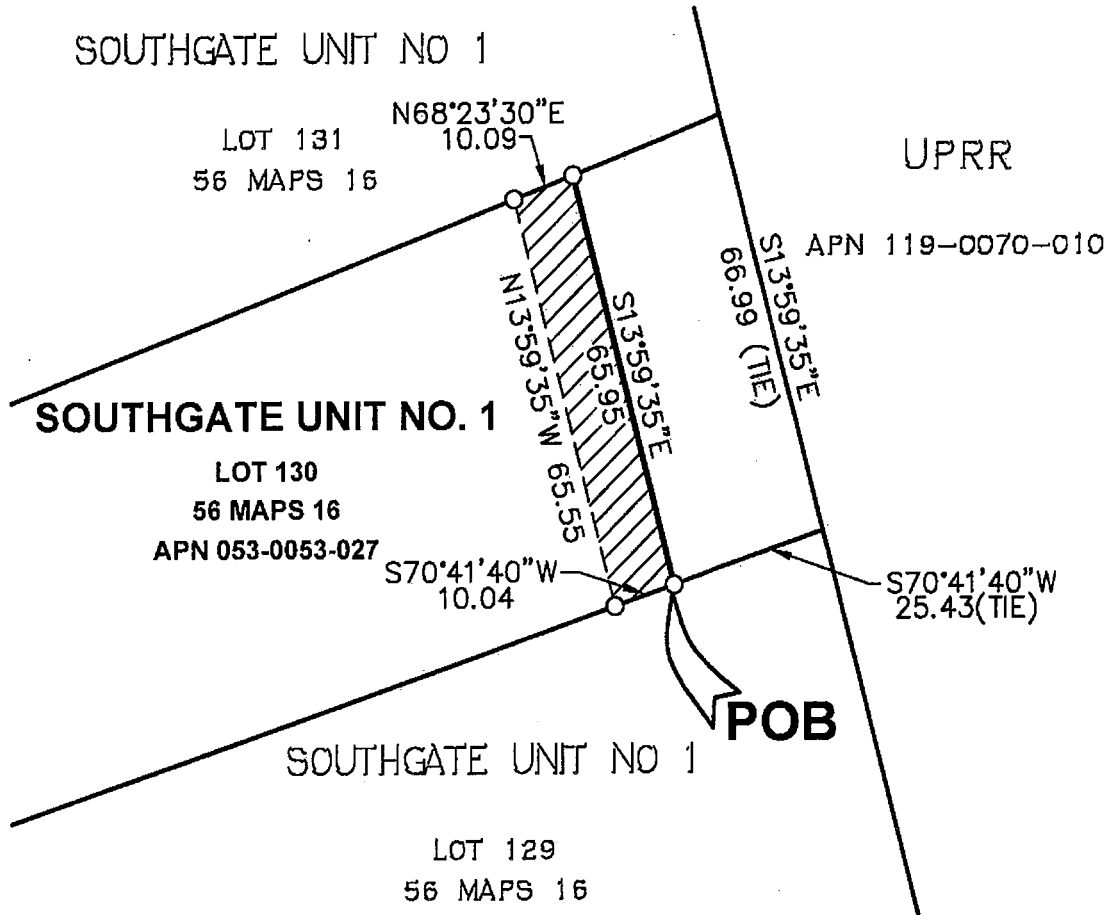 SOUTHGATE UNIT NO 1
LOT 131
56 MAPS 16
N68°23'30"E
10.09
UPRR
APN 119-0070-010
S13°59'35"E
66.99 (TIE)
S13°59'35"E
65.95
N13°59'35"W 65.55
SOUTHGATE UNIT NO. 1
LOT 130
56 MAPS 16
APN 053-0053-027
S70°41'40"W
10.04
S70°41'40"W
25.43(TIE)
POB
SOUTHGATE UNIT NO 1
LOT 129
56 MAPS 16